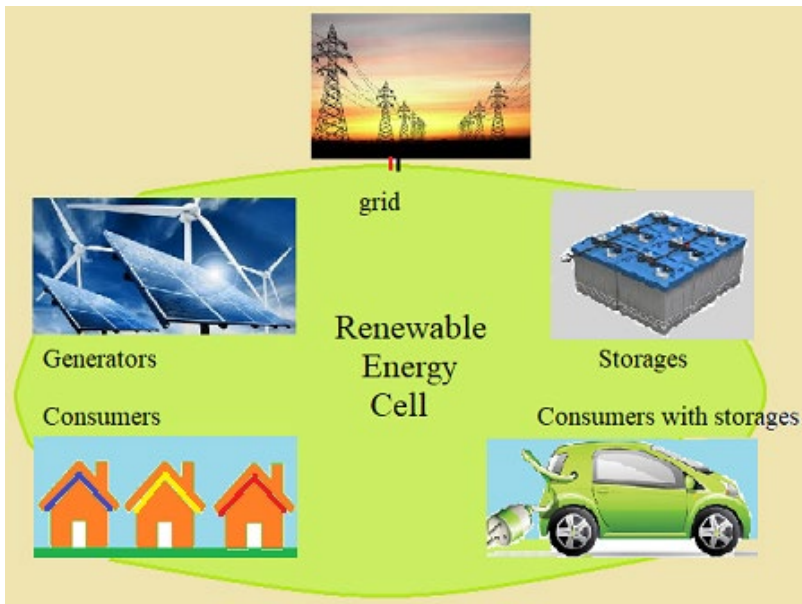 grid
Generators
Storages
Renewable
Energy
Cell
Consumers
Consumers with storages